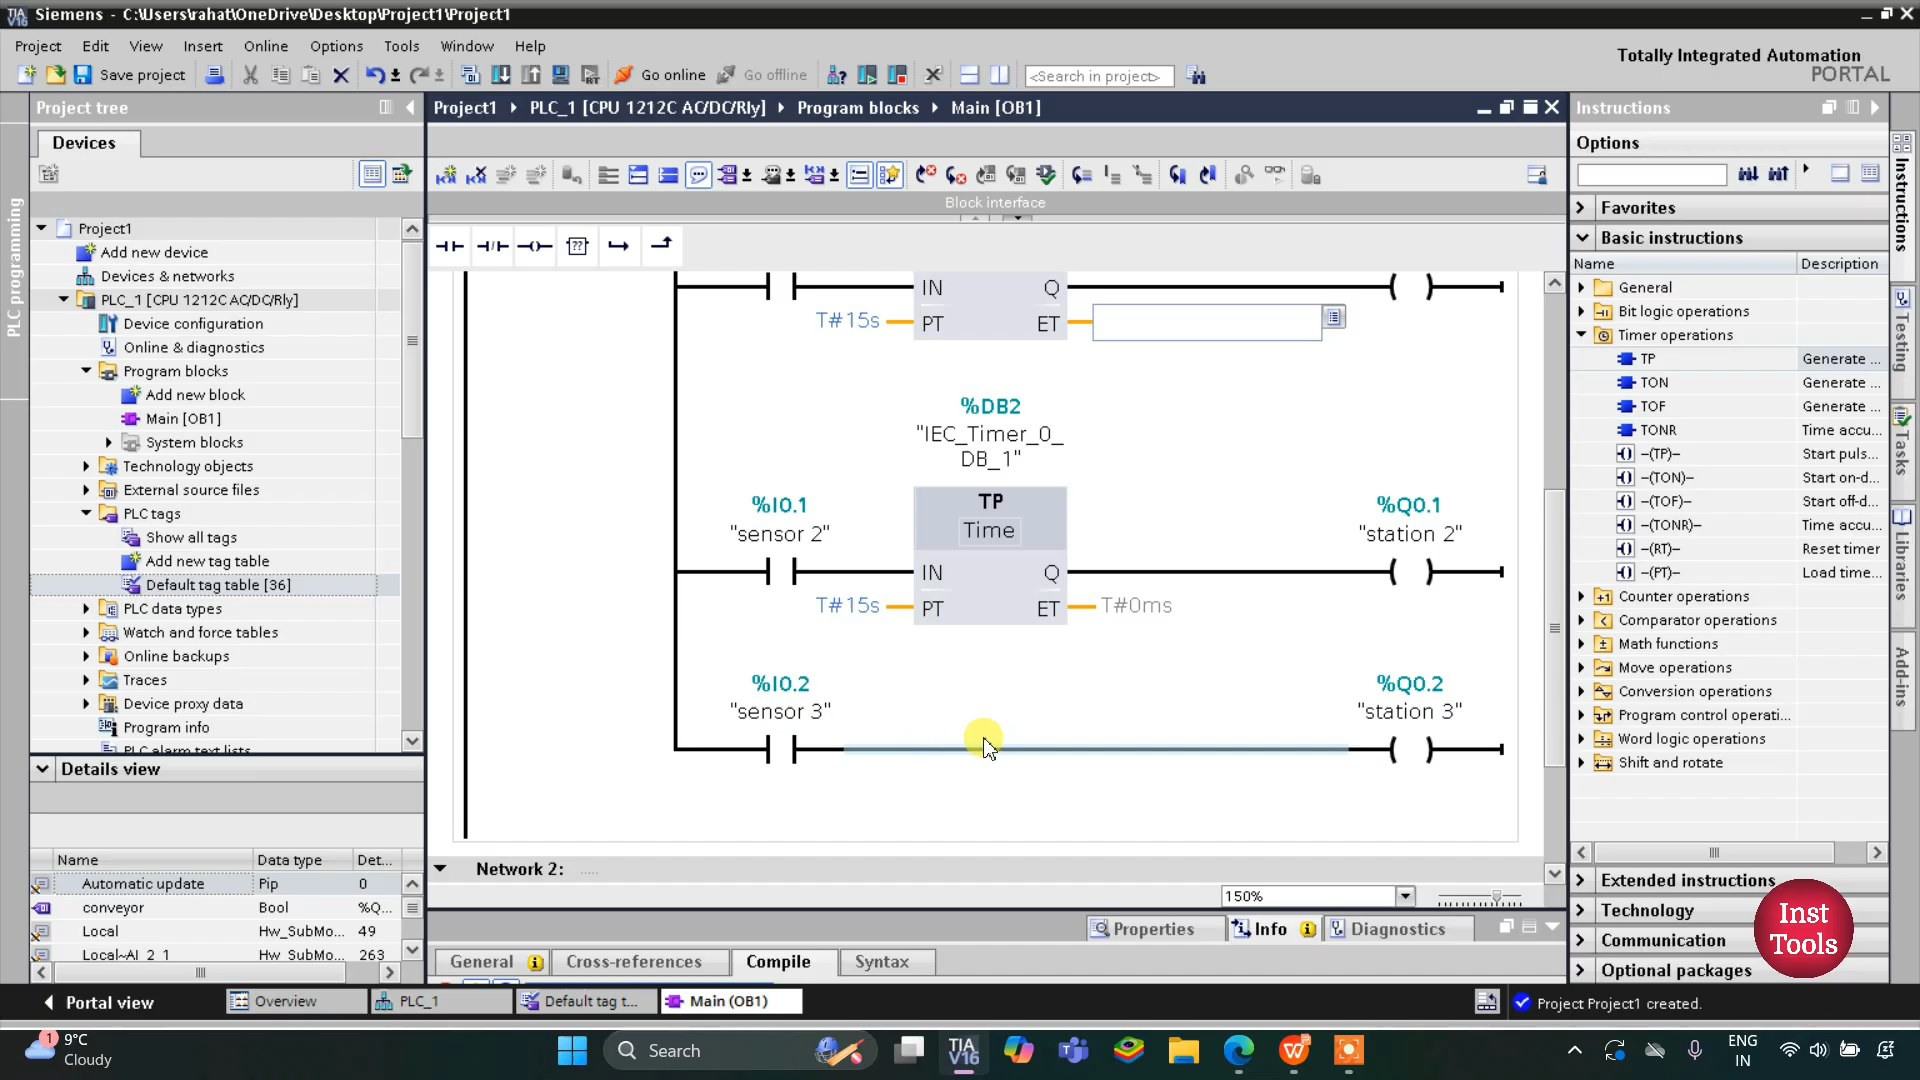 TIA
V16
Siemens - C:\Users\rahat\OneDrive\Desktop\Project1\Project1
Project Edit View Insert Online Options Tools Window Help
Save project
Go online
Go offline
<Search in project>
Totally Integrated Automation
PORTAL
Project tree
Project1 PLC_1 [CPU 1212C AC/DC/Rly] Program blocks Main [OB1]
Instructions
Devices
Options
PLC programming
Block interface
Project1
Add new device
Devices & networks
PLC_1 [CPU 1212C AC/DC/Rly]
Device configuration
Online & diagnostics
Program blocks
Add new block
Main [OB1]
System blocks
Technology objects
External source files
PLC tags
Show all tags
Add new tag table
Default tag table [36]
PLC data types
Watch and force tables
Online backups
Traces
Device proxy data
Program info
PLC alarm text lists
Details view
Name Data type Det...
Automatic update Pip 0
conveyor Bool %Q...
Local Hw_SubMo... 49
Local~AI_2_1 Hw_SubMo... 263
??
IN Q
T#15s PT ET
%DB2
"IEC_Timer_0_
DB_1"
%I0.1 TP %Q0.1
"sensor 2" Time "station 2"
IN Q
T#15s PT ET T#0ms
%I0.2 %Q0.2
"sensor 3" "station 3"
Network 2: .....
150%
Properties Info Diagnostics
General Cross-references Compile Syntax
Favorites
Basic instructions
Name Description
General
Bit logic operations
Timer operations
TP Generate ...
TON Generate ...
TOF Generate ...
TONR Time accu...
-(TP)- Start puls...
-(TON)- Start on-d...
-(TOF)- Start off-d...
-(TONR)- Time accu...
-(RT)- Reset timer
-(PT)- Load time...
Counter operations
Comparator operations
Math functions
Move operations
Conversion operations
Program control operati...
Word logic operations
Shift and rotate
Extended instructions
Technology
Communication
Optional packages
Instructions
Testing
Tasks
Libraries
Add-ins
Inst
Tools
Portal view Overview PLC_1 Default tag t... Main (OB1) Project Project1 created.
1
9°C
Cloudy
Search
TIA
V16
ENG
IN